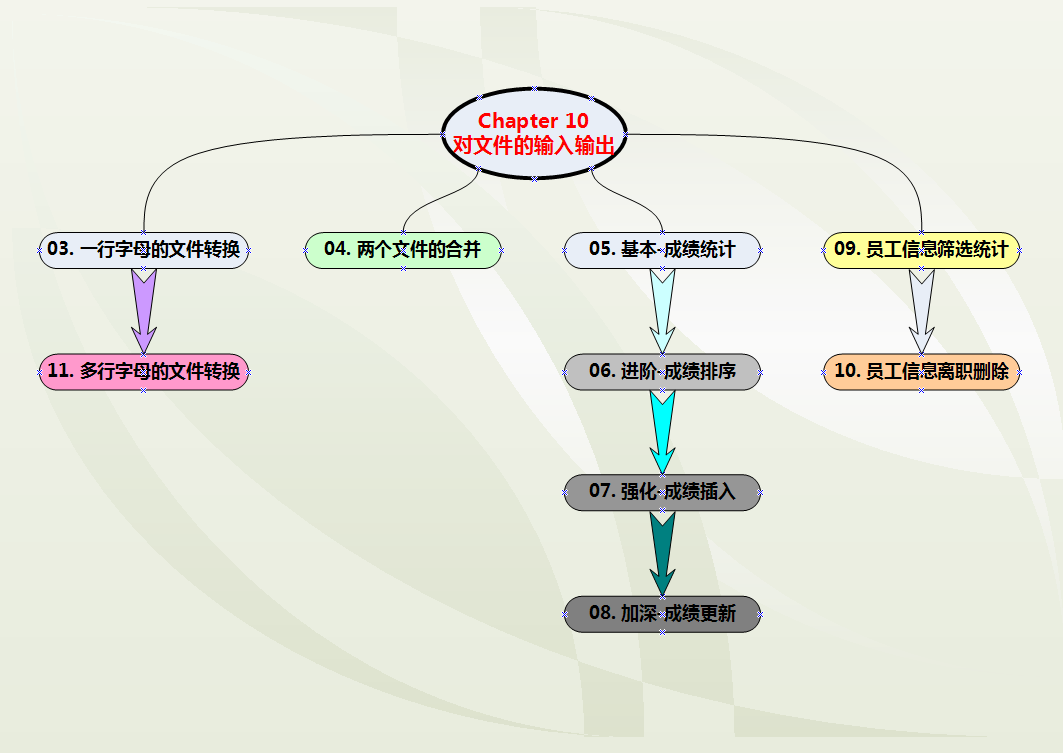 Chapter 10
对文件的输入输出
03. 一行字母的文件转换
04. 两个文件的合并
05. 基本-成绩统计
09. 员工信息筛选统计
11. 多行字母的文件转换
06. 进阶-成绩排序
10. 员工信息离职删除
07. 强化-成绩插入
08. 加深-成绩更新